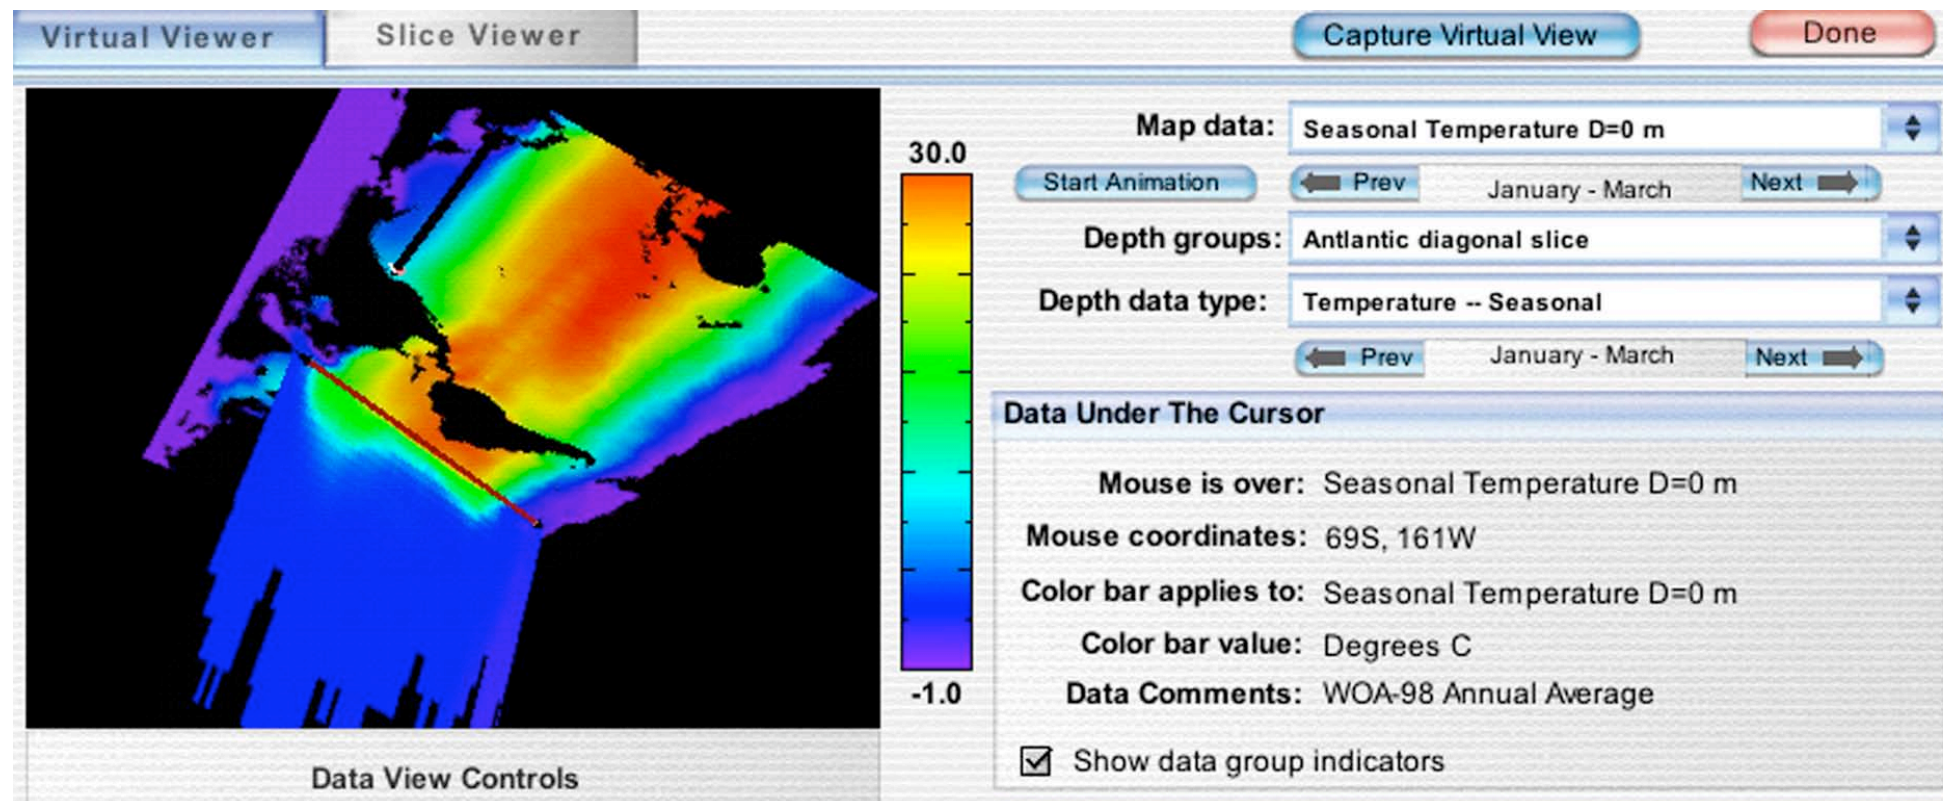 Virtual Viewer
Slice Viewer
Capture Virtual View
Done
Map data: Seasonal Temperature D=0 m
Start Animation
Prev
January - March
Next
Depth groups: Antlantic diagonal slice
Depth data type: Temperature -- Seasonal
Prev
January - March
Next
30.0
-1.0
Data Under The Cursor
Mouse is over: Seasonal Temperature D=0 m
Mouse coordinates: 69S, 161W
Color bar applies to: Seasonal Temperature D=0 m
Color bar value: Degrees C
Data Comments: WOA-98 Annual Average
Show data group indicators
Data View Controls